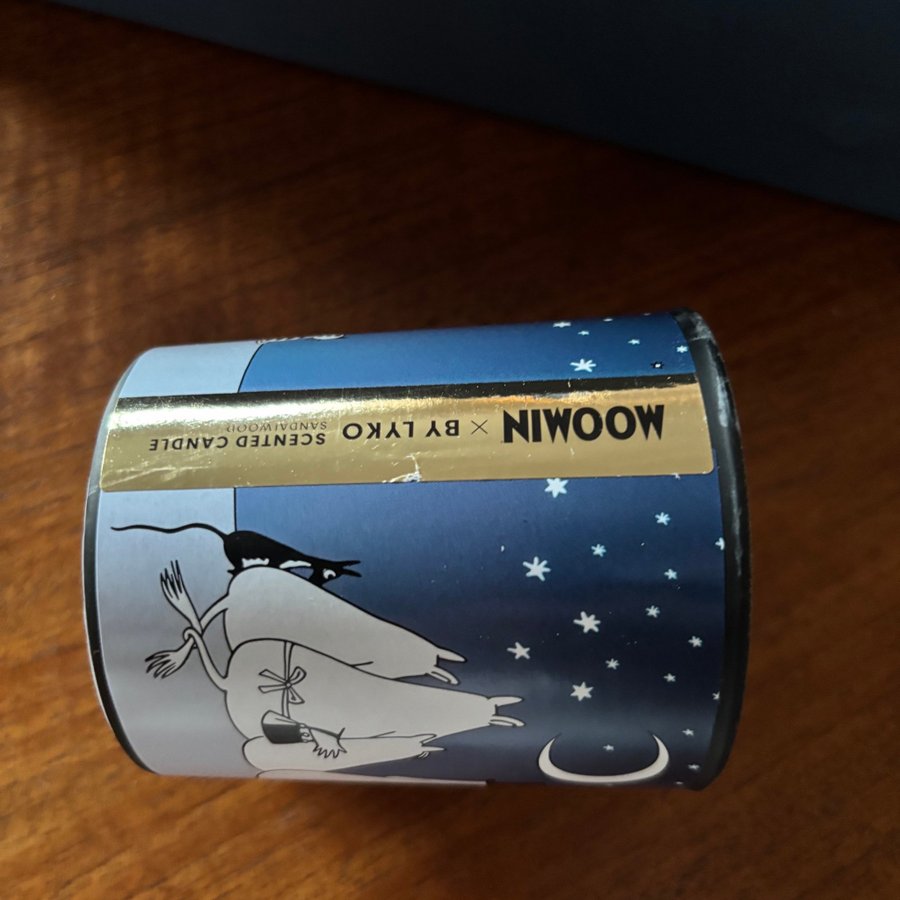 MOOMIN × BY LYKO
SCENTED CANDLE
SANDALWOOD